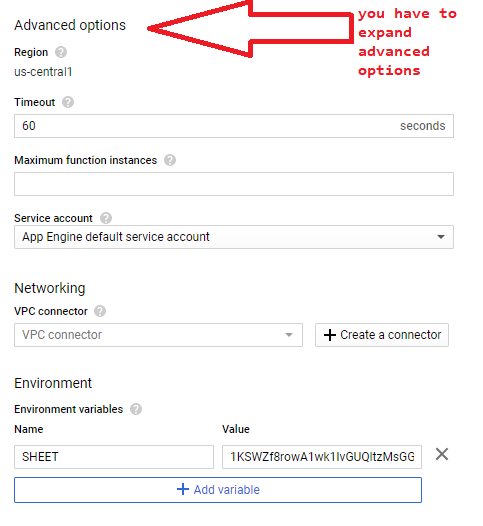 Advanced options
you have to
expand
advanced
options
Region
us-central1
Timeout
60 seconds
Maximum function instances
Service account
App Engine default service account
Networking
VPC connector
VPC connector
Create a connector
Environment
Environment variables
Name Value
SHEET 1KSWZf8rowA1wk1IvGUQItzMsGG
Add variable